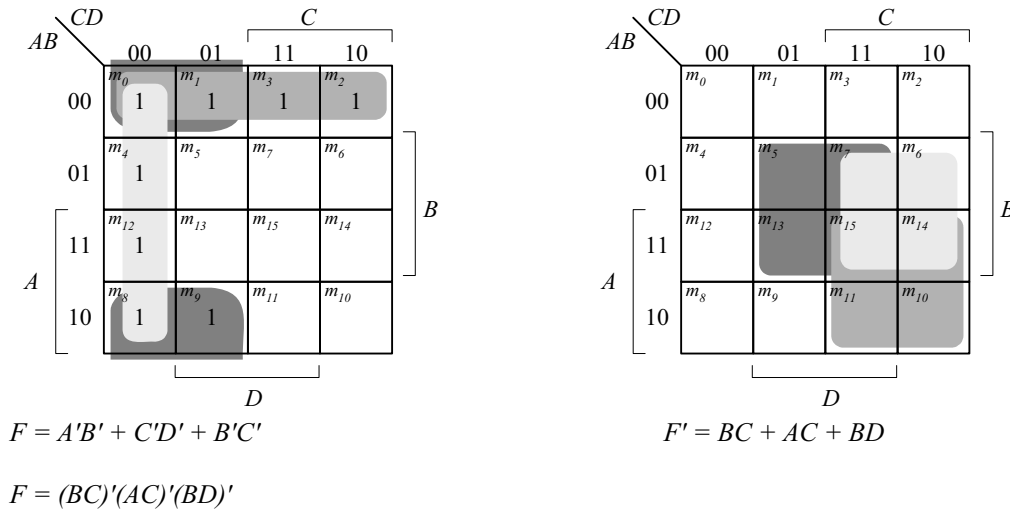 CD C CD C
AB 00 01 11 10 AB 00 01 11 10
m0 m1 m3 m2 m0 m1 m3 m2
00 1 1 1 1 00
m4 m5 m7 m6 m4 m5 m7 m6
01 1 01
B B
m12 m13 m15 m14 m12 m13 m15 m14
11 1 11
A A
m8 m9 m11 m10 m8 m9 m11 m10
10 1 1 10
D D
F = A'B' + C'D' + B'C' F' = BC + AC + BD
F = (BC)'(AC)'(BD)'